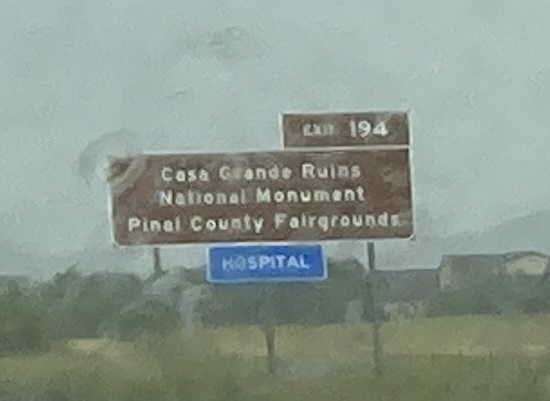 EXIT 194
Casa Grande Ruins
National Monument
Pinal County Fairgrounds
HOSPITAL